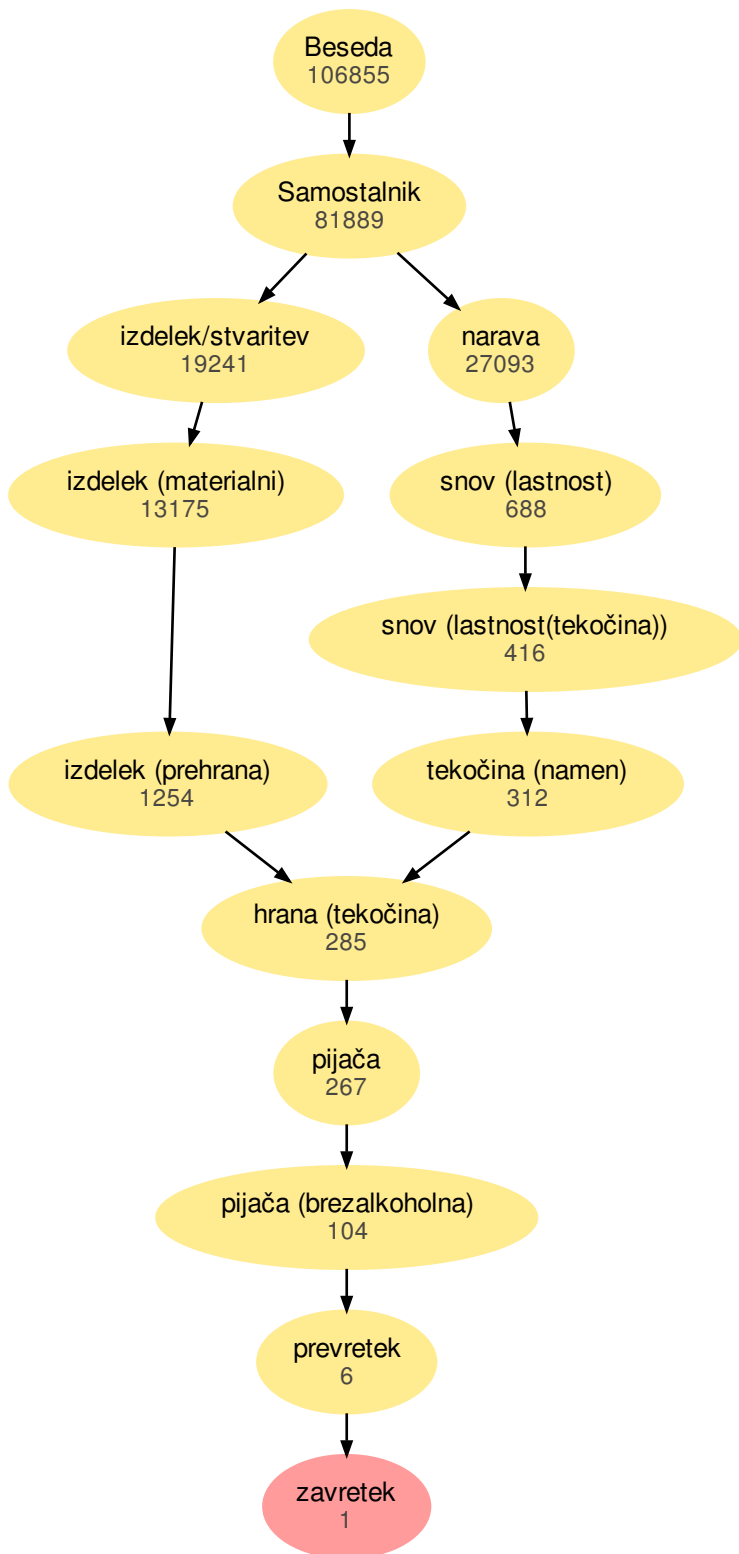 Beseda
106855
Samostalnik
81889
izdelek/stvaritev
19241
narava
27093
izdelek (materialni)
13175
snov (lastnost)
688
snov (lastnost(tekočina))
416
izdelek (prehrana)
1254
tekočina (namen)
312
hrana (tekočina)
285
pijača
267
pijača (brezalkoholna)
104
prevretek
6
zavretek
1